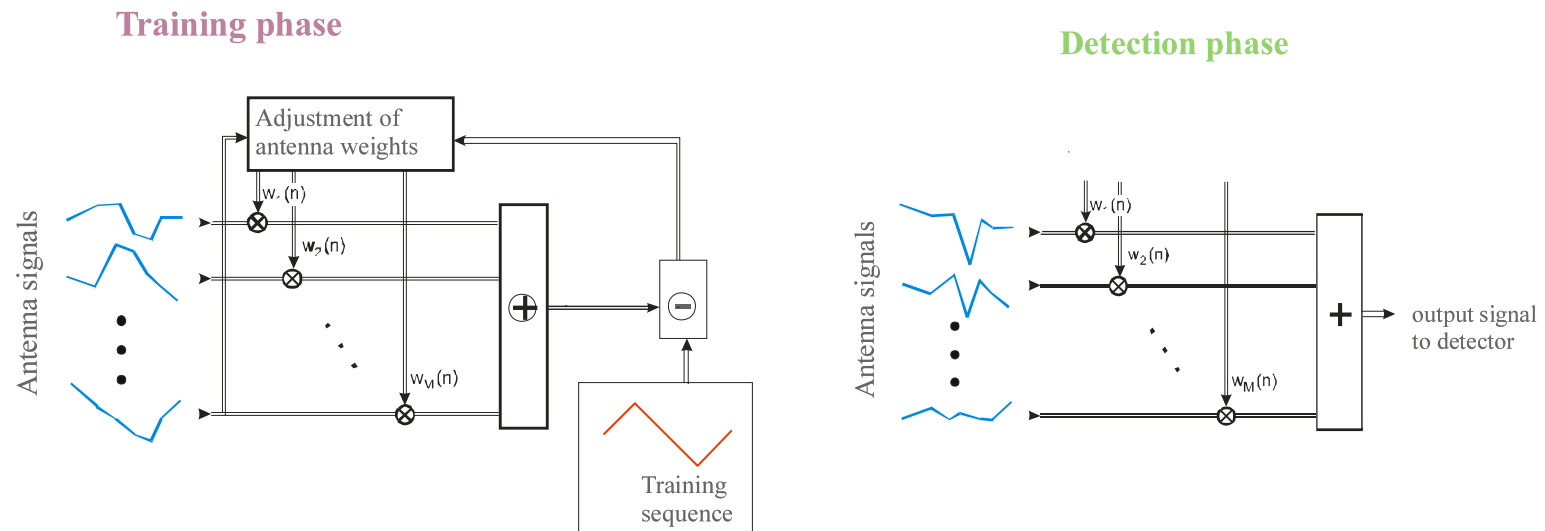 Training phase
Detection phase
Adjustment of
antenna weights
Antenna signals
w (n)
w₂(n)
w (n)
Training
sequence
Antenna signals
w (n)
w₂(n)
w_M(n)
output signal
to detector